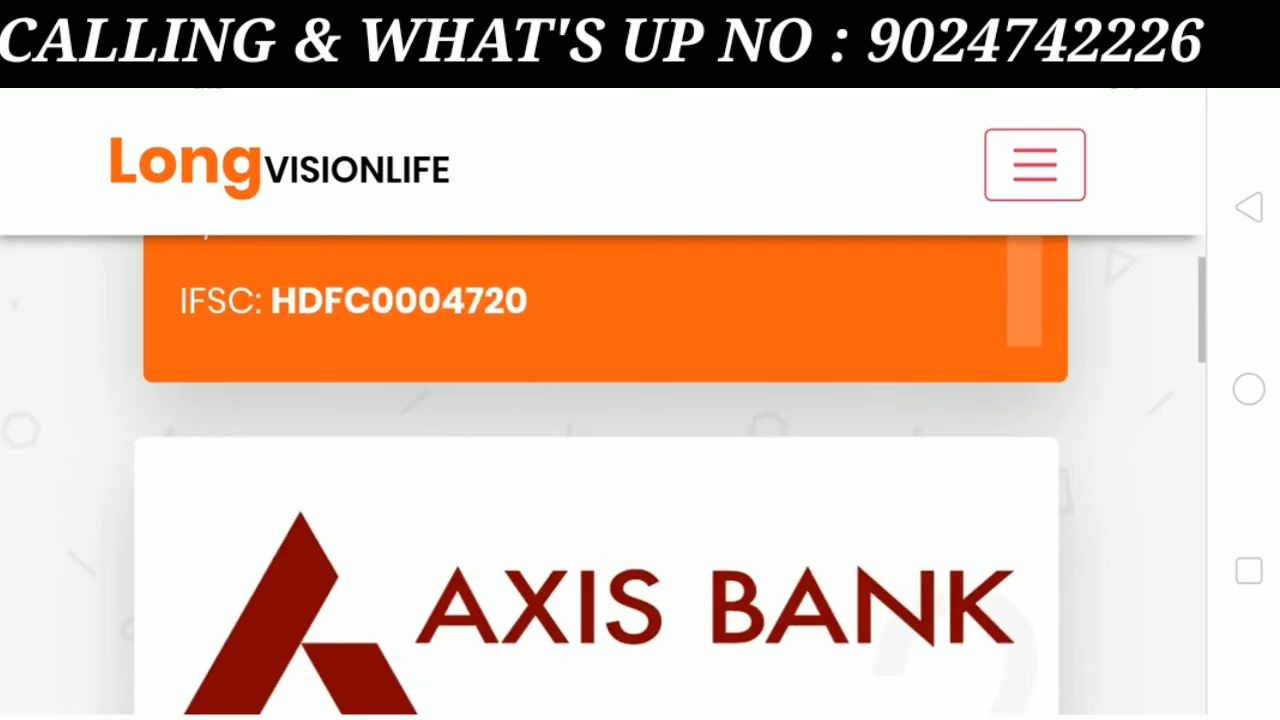 CALLING & WHAT'S UP NO : 9024742226
LongVISIONLIFE
IFSC: HDFC0004720
AXIS BANK